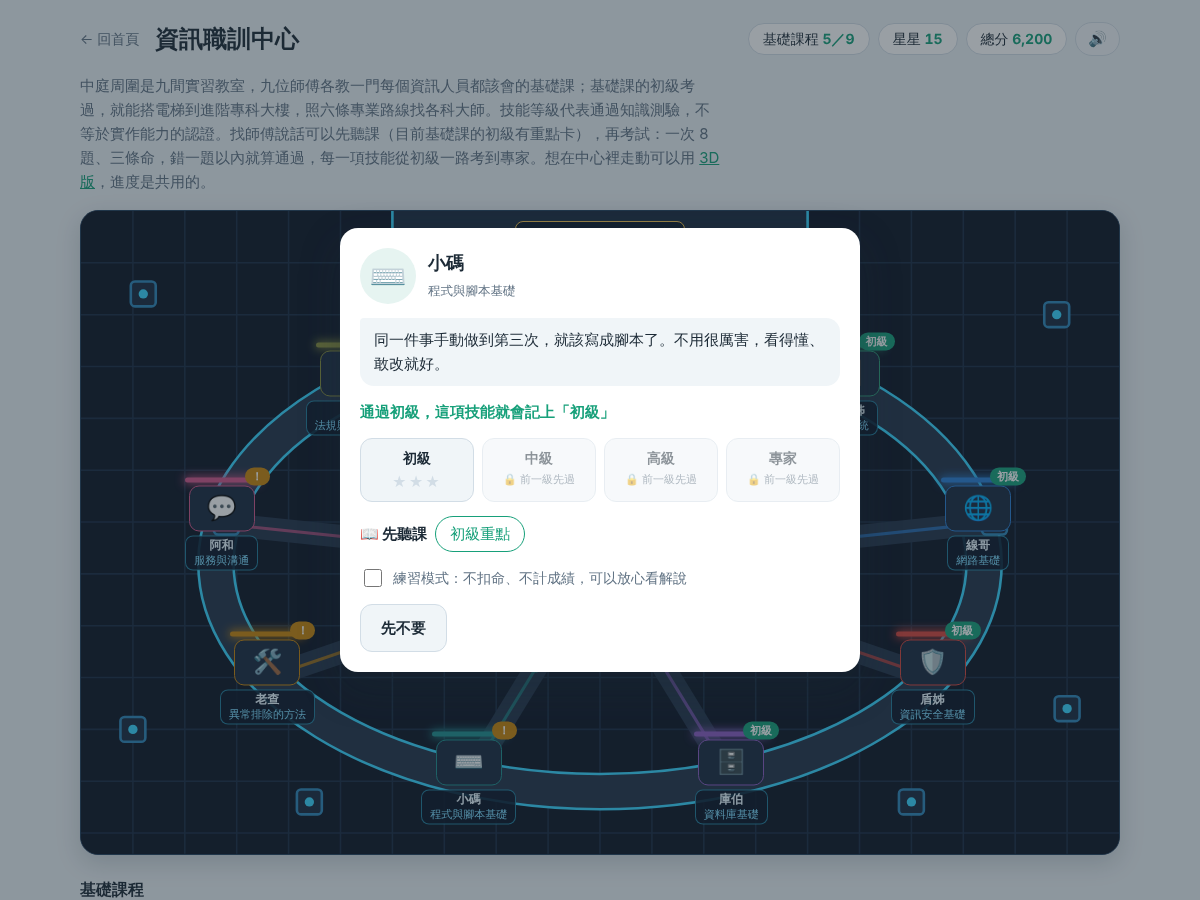 ← 回首頁
資訊職訓中心
基礎課程 5／9
星星 15
總分 6,200
中庭周圍是九間實習教室，九位師傅各教一門每個資訊人員都該會的基礎課；基礎課的初級考
過，就能搭電梯到進階專科大樓，照六條專業路線找各科大師。技能等級代表通過知識測驗，不
等於實作能力的認證。找師傅說話可以先聽課（目前基礎課的初級有重點卡），再考試：一次 8
題、三條命，錯一題以內就算通過，每一項技能從初級一路考到專家。想在中心裡走動可以用 3D
版，進度是共用的。
小碼
程式與腳本基礎
同一件事手動做到第三次，就該寫成腳本了。不用很厲害，看得懂、
敢改就好。
通過初級，這項技能就會記上「初級」
初級
★★★
中級
🔒 前一級先過
高級
🔒 前一級先過
專家
🔒 前一級先過
📖 先聽課
初級重點
練習模式：不扣命、不計成績，可以放心看解說
先不要
初級
法規
統
!
阿和
服務與溝通
初級
線哥
網路基礎
!
老查
異常排除的方法
初級
盾姊
資訊安全基礎
!
小碼
程式與腳本基礎
初級
庫伯
資料庫基礎
基礎課程